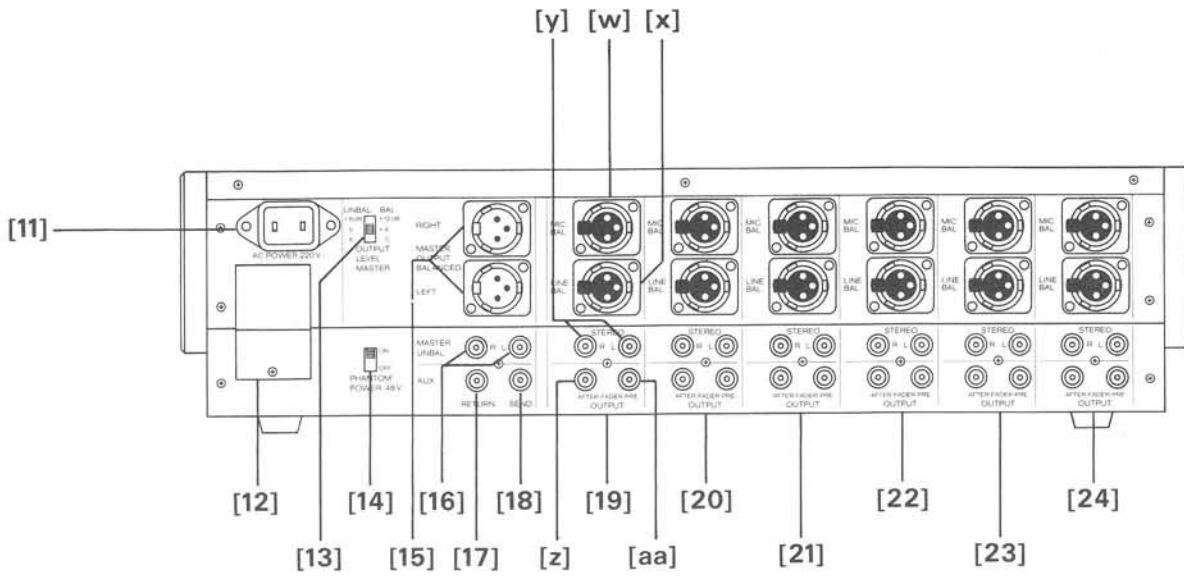 [y] [w] [x]
[11]
UNBAL BAL
+6dB +12dB
0 +6
OUTPUT
LEVEL
MASTER
AC POWER 220V
RIGHT
MASTER
OUTPUT
BALANCED
LEFT
MIC
BAL
MIC
BAL
MIC
BAL
MIC
BAL
MIC
BAL
MIC
BAL
LINE
BAL
LINE
BAL
LINE
BAL
LINE
BAL
LINE
BAL
LINE
BAL
ON
OFF
PHANTOM
POWER 48V
MASTER
UNBAL
R L
AUX
RETURN SEND
STEREO STEREO STEREO STEREO STEREO STEREO
R L R L R L R L R L R L
AFTER-FADER-PRE AFTER-FADER-PRE AFTER-FADER-PRE AFTER-FADER-PRE AFTER-FADER-PRE AFTER-FADER-PRE
OUTPUT OUTPUT OUTPUT OUTPUT OUTPUT OUTPUT
[12] [14] [16] [18] [19] [20] [22] [24]
[13] [15] [17] [z] [aa] [21] [23]